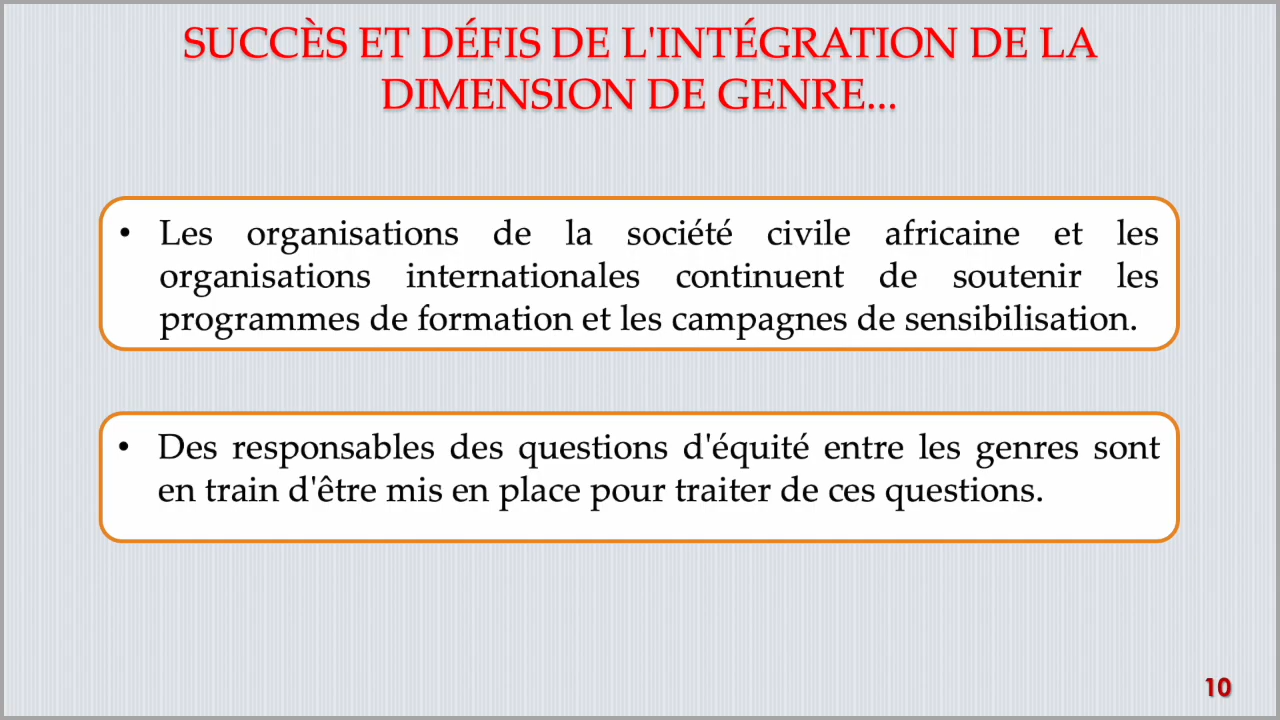 SUCCÈS ET DÉFIS DE L'INTÉGRATION DE LA
DIMENSION DE GENRE...
• Les organisations de la société civile africaine et les
organisations internationales continuent de soutenir les
programmes de formation et les campagnes de sensibilisation.
• Des responsables des questions d'équité entre les genres sont
en train d'être mis en place pour traiter de ces questions.
10